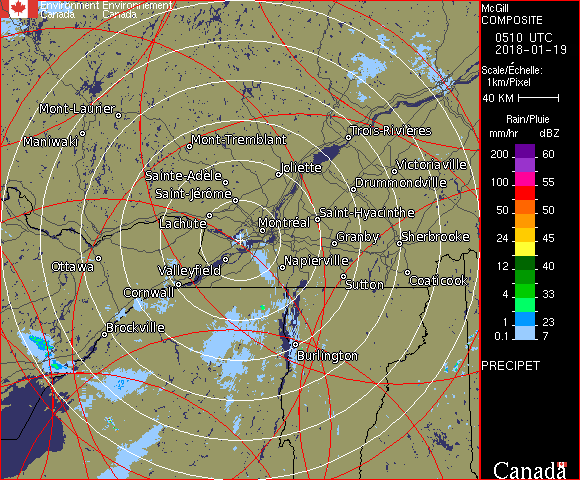 Environment Environnement
Canada Canada
Mont-Laurier
Maniwaki
Mont-Tremblant
Trois-Rivières
Sainte-Adèle
Joliette
Victoriaville
Saint-Jérôme
Drummondville
Lachute
Montréal
Saint-Hyacinthe
Granby
Sherbrooke
Ottawa
Valleyfield
Napierville
Cornwall
Sutton
Coaticook
Brockville
Burlington
McGill
COMPOSITE
0510 UTC
2018-01-19
Scale/Échelle:
1km/Pixel
40 KM
Rain/Pluie
mm/hr dBZ
200 60
100 55
50 50
24 45
12 40
4 33
1 23
0.1 7
PRECIPET
Canada